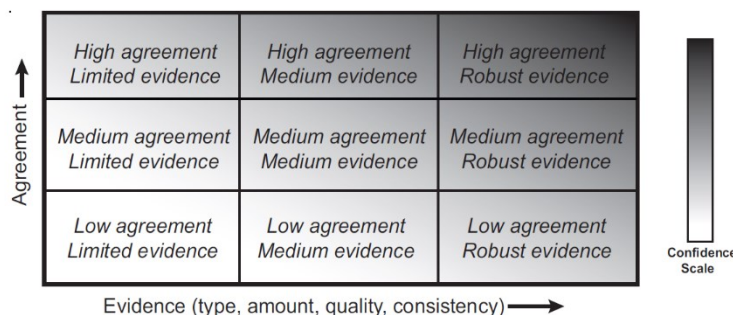 High agreement
Limited evidence
High agreement
Medium evidence
High agreement
Robust evidence
Medium agreement
Limited evidence
Medium agreement
Medium evidence
Medium agreement
Robust evidence
Low agreement
Limited evidence
Low agreement
Medium evidence
Low agreement
Robust evidence
Agreement
Evidence (type, amount, quality, consistency)
Confidence
Scale